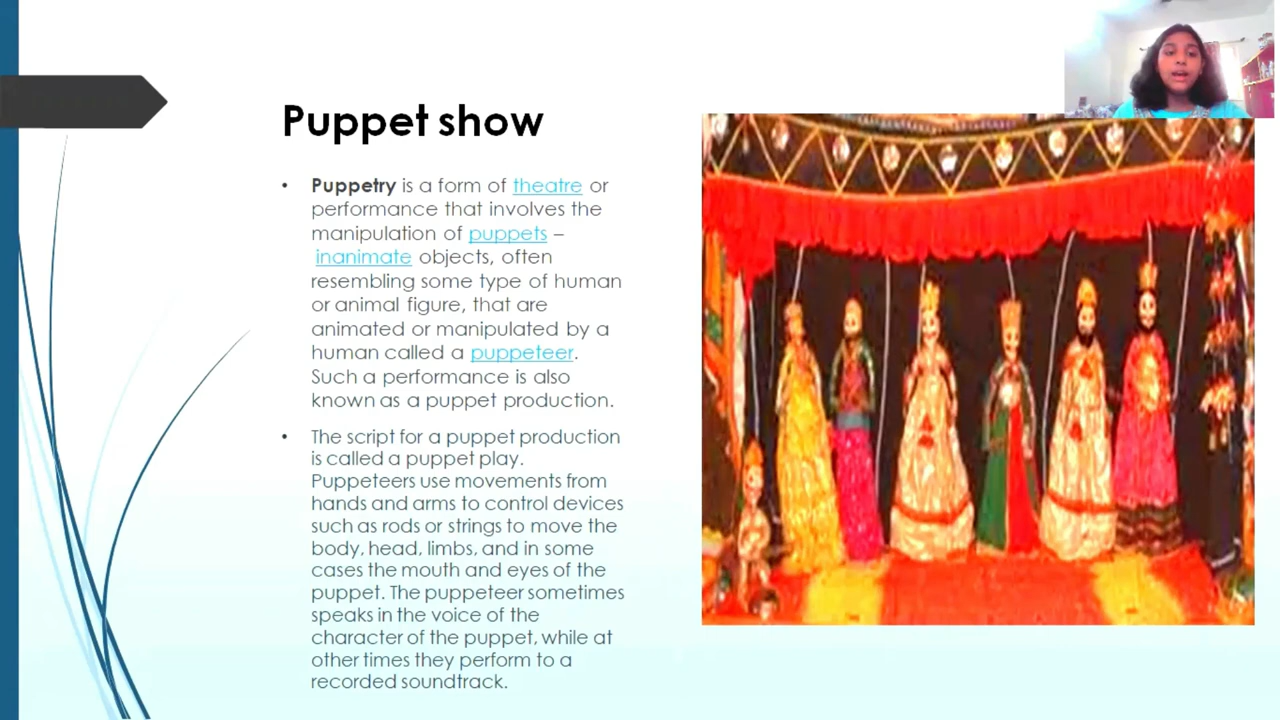 Puppet show
• Puppetry is a form of theatre or
performance that involves the
manipulation of puppets –
inanimate objects, often
resembling some type of human
or animal figure, that are
animated or manipulated by a
human called a puppeteer.
Such a performance is also
known as a puppet production.
• The script for a puppet production
is called a puppet play.
Puppeteers use movements from
hands and arms to control devices
such as rods or strings to move the
body, head, limbs, and in some
cases the mouth and eyes of the
puppet. The puppeteer sometimes
speaks in the voice of the
character of the puppet, while at
other times they perform to a
recorded soundtrack.